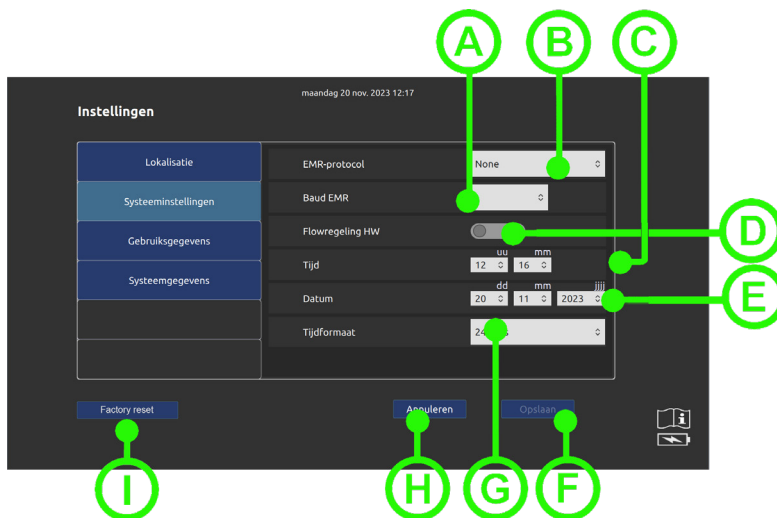 A B C
maandag 20 nov. 2023 12:17
Instellingen
Lokalisatie
EMR-protocol None
Systeeminstellingen
Baud EMR
Gebruiksgegevens
Flowregeling HW
D
uu mm
Systeemgegevens
Tijd 12 16
dd mm jjjj
Datum 20 11 2023
E
Tijdformaat
Factory reset Annuleren Opslaan
i
I H G F